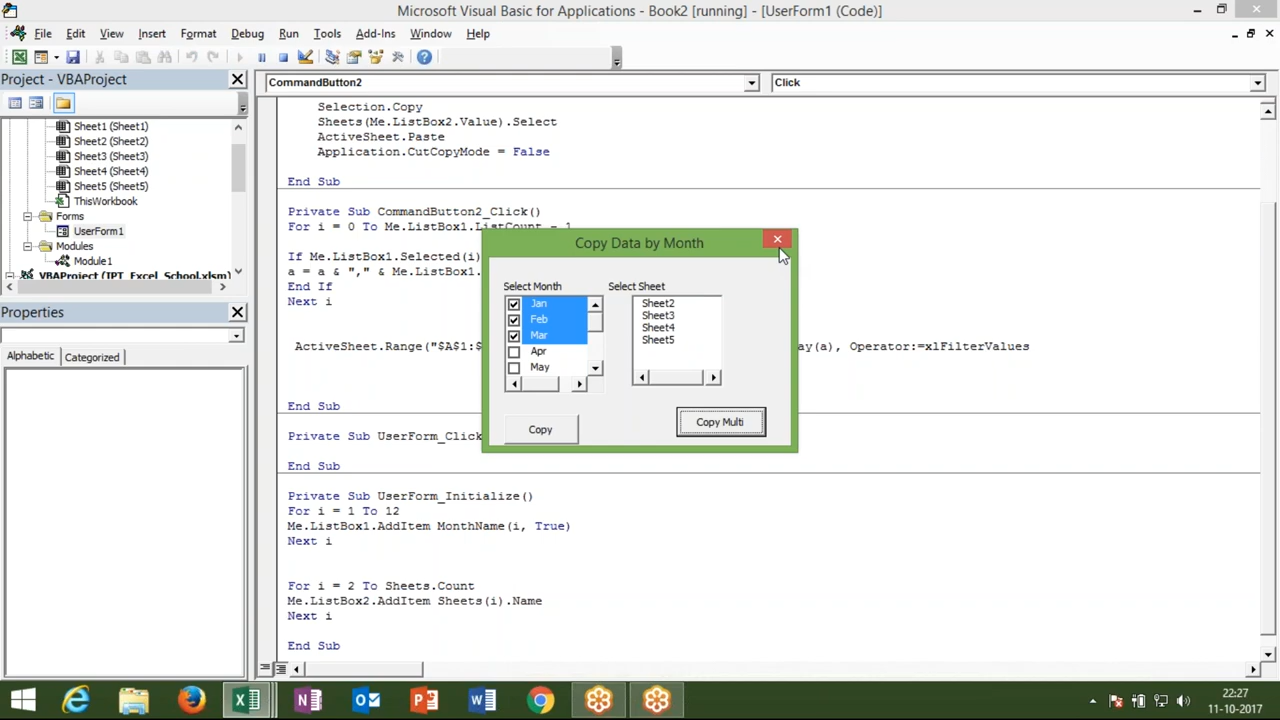 Microsoft Visual Basic for Applications - Book2 [running] - [UserForm1 (Code)]
File Edit View Insert Format Debug Run Tools Add-Ins Window Help
Project - VBAProject
CommandButton2
Click
Sheet1 (Sheet1)
Sheet2 (Sheet2)
Sheet3 (Sheet3)
Sheet4 (Sheet4)
Sheet5 (Sheet5)
ThisWorkbook
Forms
UserForm1
Modules
Module1
VBAProject (IPT_Excel_School.xlsm)
Properties
Alphabetic Categorized
Selection.Copy
Sheets(Me.ListBox2.Value).Select
ActiveSheet.Paste
Application.CutCopyMode = False
End Sub
Private Sub CommandButton2_Click()
For i = 0 To Me.ListBox1.ListCount - 1
If Me.ListBox1.Selected(i)
a = a & "," & Me.ListBox1.
End If
Next i
ActiveSheet.Range("$A$1:$ ay(a), Operator:=xlFilterValues
End Sub
Private Sub UserForm_Click
End Sub
Private Sub UserForm_Initialize()
For i = 1 To 12
Me.ListBox1.AddItem MonthName(i, True)
Next i
For i = 2 To Sheets.Count
Me.ListBox2.AddItem Sheets(i).Name
Next i
End Sub
Copy Data by Month
Select Month
Jan
Feb
Mar
Apr
May
Select Sheet
Sheet2
Sheet3
Sheet4
Sheet5
Copy
Copy Multi
22:27
11-10-2017